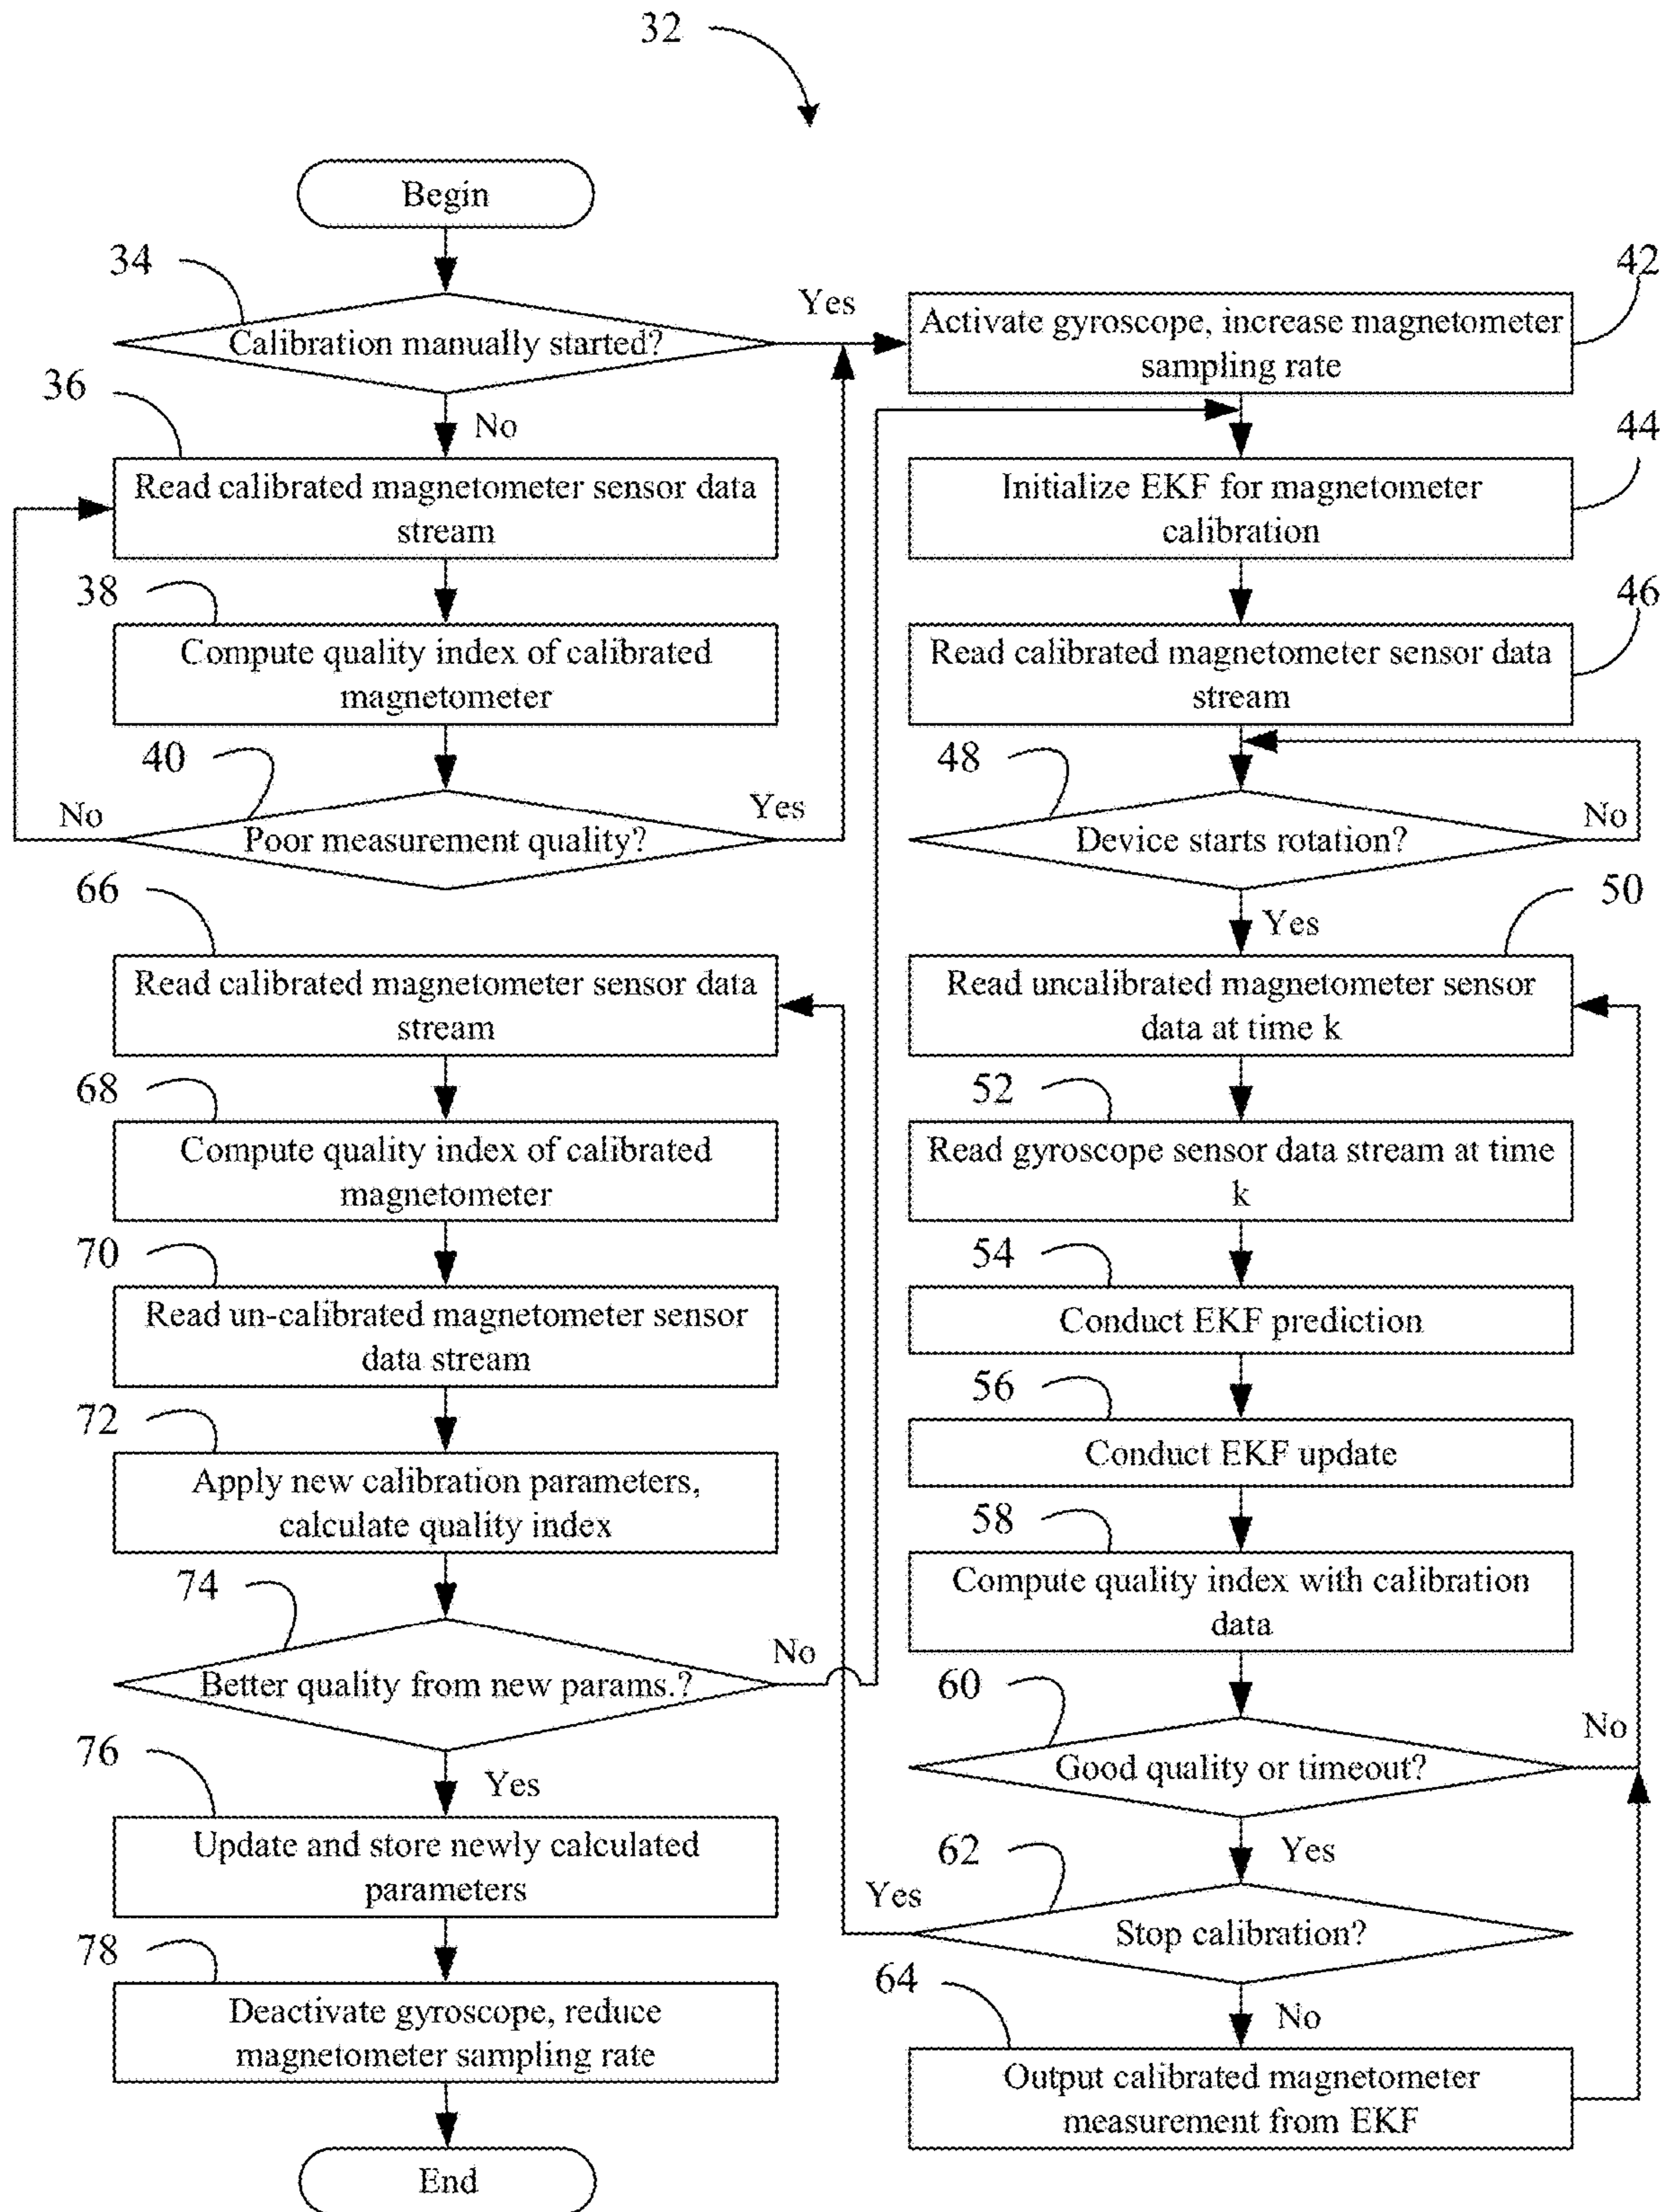 32
Begin
34
Calibration manually started?
Yes
No
36
Read calibrated magnetometer sensor data
stream
38
Compute quality index of calibrated
magnetometer
40
No
Poor measurement quality?
Yes
42
Activate gyroscope, increase magnetometer
sampling rate
44
Initialize EKF for magnetometer
calibration
46
Read calibrated magnetometer sensor data
stream
48
Device starts rotation?
No
Yes
50
Read uncalibrated magnetometer sensor
data at time k
52
Read gyroscope sensor data stream at time
k
54
Conduct EKF prediction
56
Conduct EKF update
58
Compute quality index with calibration
data
60
Good quality or timeout?
No
Yes
62
Yes
Stop calibration?
No
64
Output calibrated magnetometer
measurement from EKF
66
Read calibrated magnetometer sensor data
stream
68
Compute quality index of calibrated
magnetometer
70
Read un-calibrated magnetometer sensor
data stream
72
Apply new calibration parameters,
calculate quality index
74
Better quality from new params.?
No
Yes
76
Update and store newly calculated
parameters
78
Deactivate gyroscope, reduce
magnetometer sampling rate
End